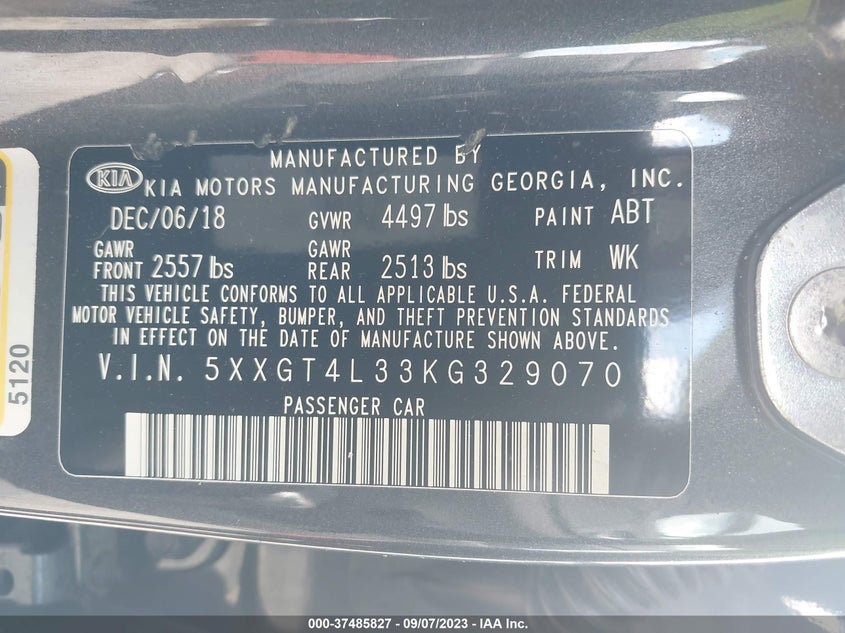 MANUFACTURED BY
KIA KIA MOTORS MANUFACTURING GEORGIA, INC.
DEC/06/18 GVWR 4497 lbs PAINT ABT
GAWR FRONT 2557 lbs GAWR REAR 2513 lbs TRIM WK
THIS VEHICLE CONFORMS TO ALL APPLICABLE U.S.A. FEDERAL
MOTOR VEHICLE SAFETY, BUMPER, AND THEFT PREVENTION STANDARDS
IN EFFECT ON THE DATE OF MANUFACTURE SHOWN ABOVE.
V.I.N. 5XXGT4L33KG329070
PASSENGER CAR
5120
000-37485827 - 09/07/2023 - IAA Inc.